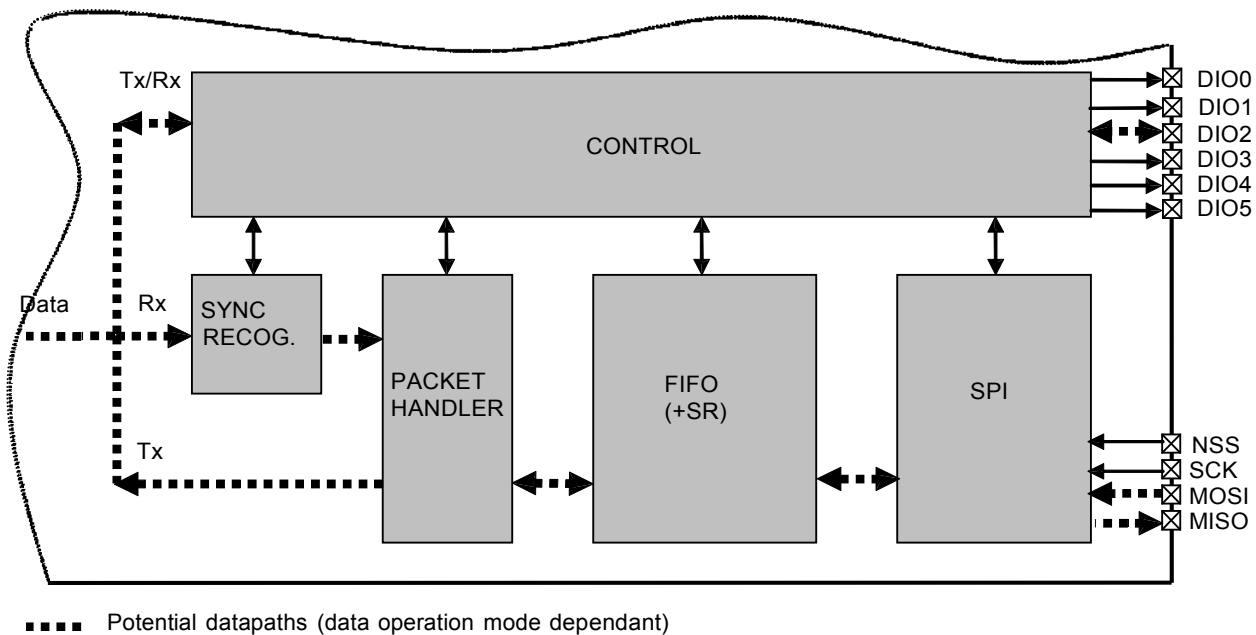 Tx/Rx
CONTROL
DIO0
DIO1
DIO2
DIO3
DIO4
DIO5
Data
Rx
SYNC
RECOG.
PACKET
HANDLER
FIFO
(+SR)
SPI
Tx
NSS
SCK
MOSI
MISO
Potential datapaths (data operation mode dependant)